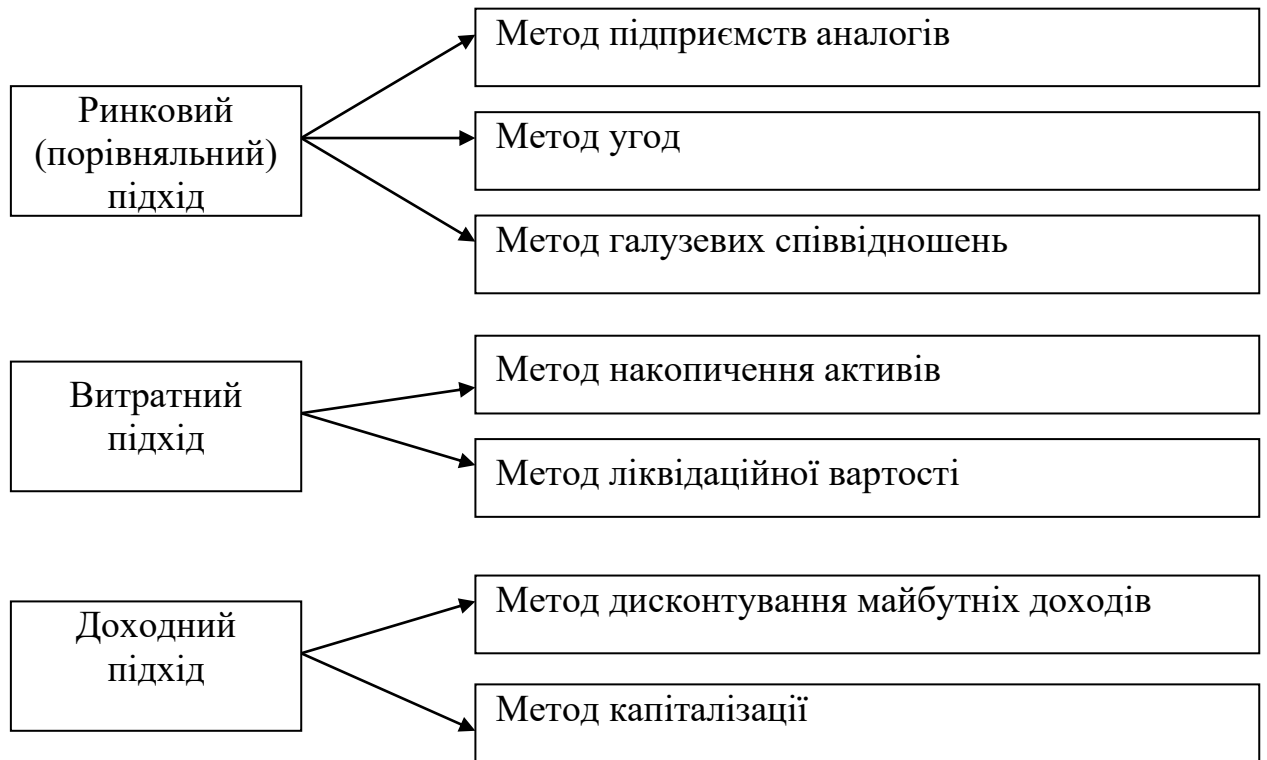 Ринковий
(порівняльний)
підхід
Метод підприємств аналогів
Метод угод
Метод галузевих співвідношень
Витратний
підхід
Метод накопичення активів
Метод ліквідаційної вартості
Доходний
підхід
Метод дисконтування майбутніх доходів
Метод капіталізації